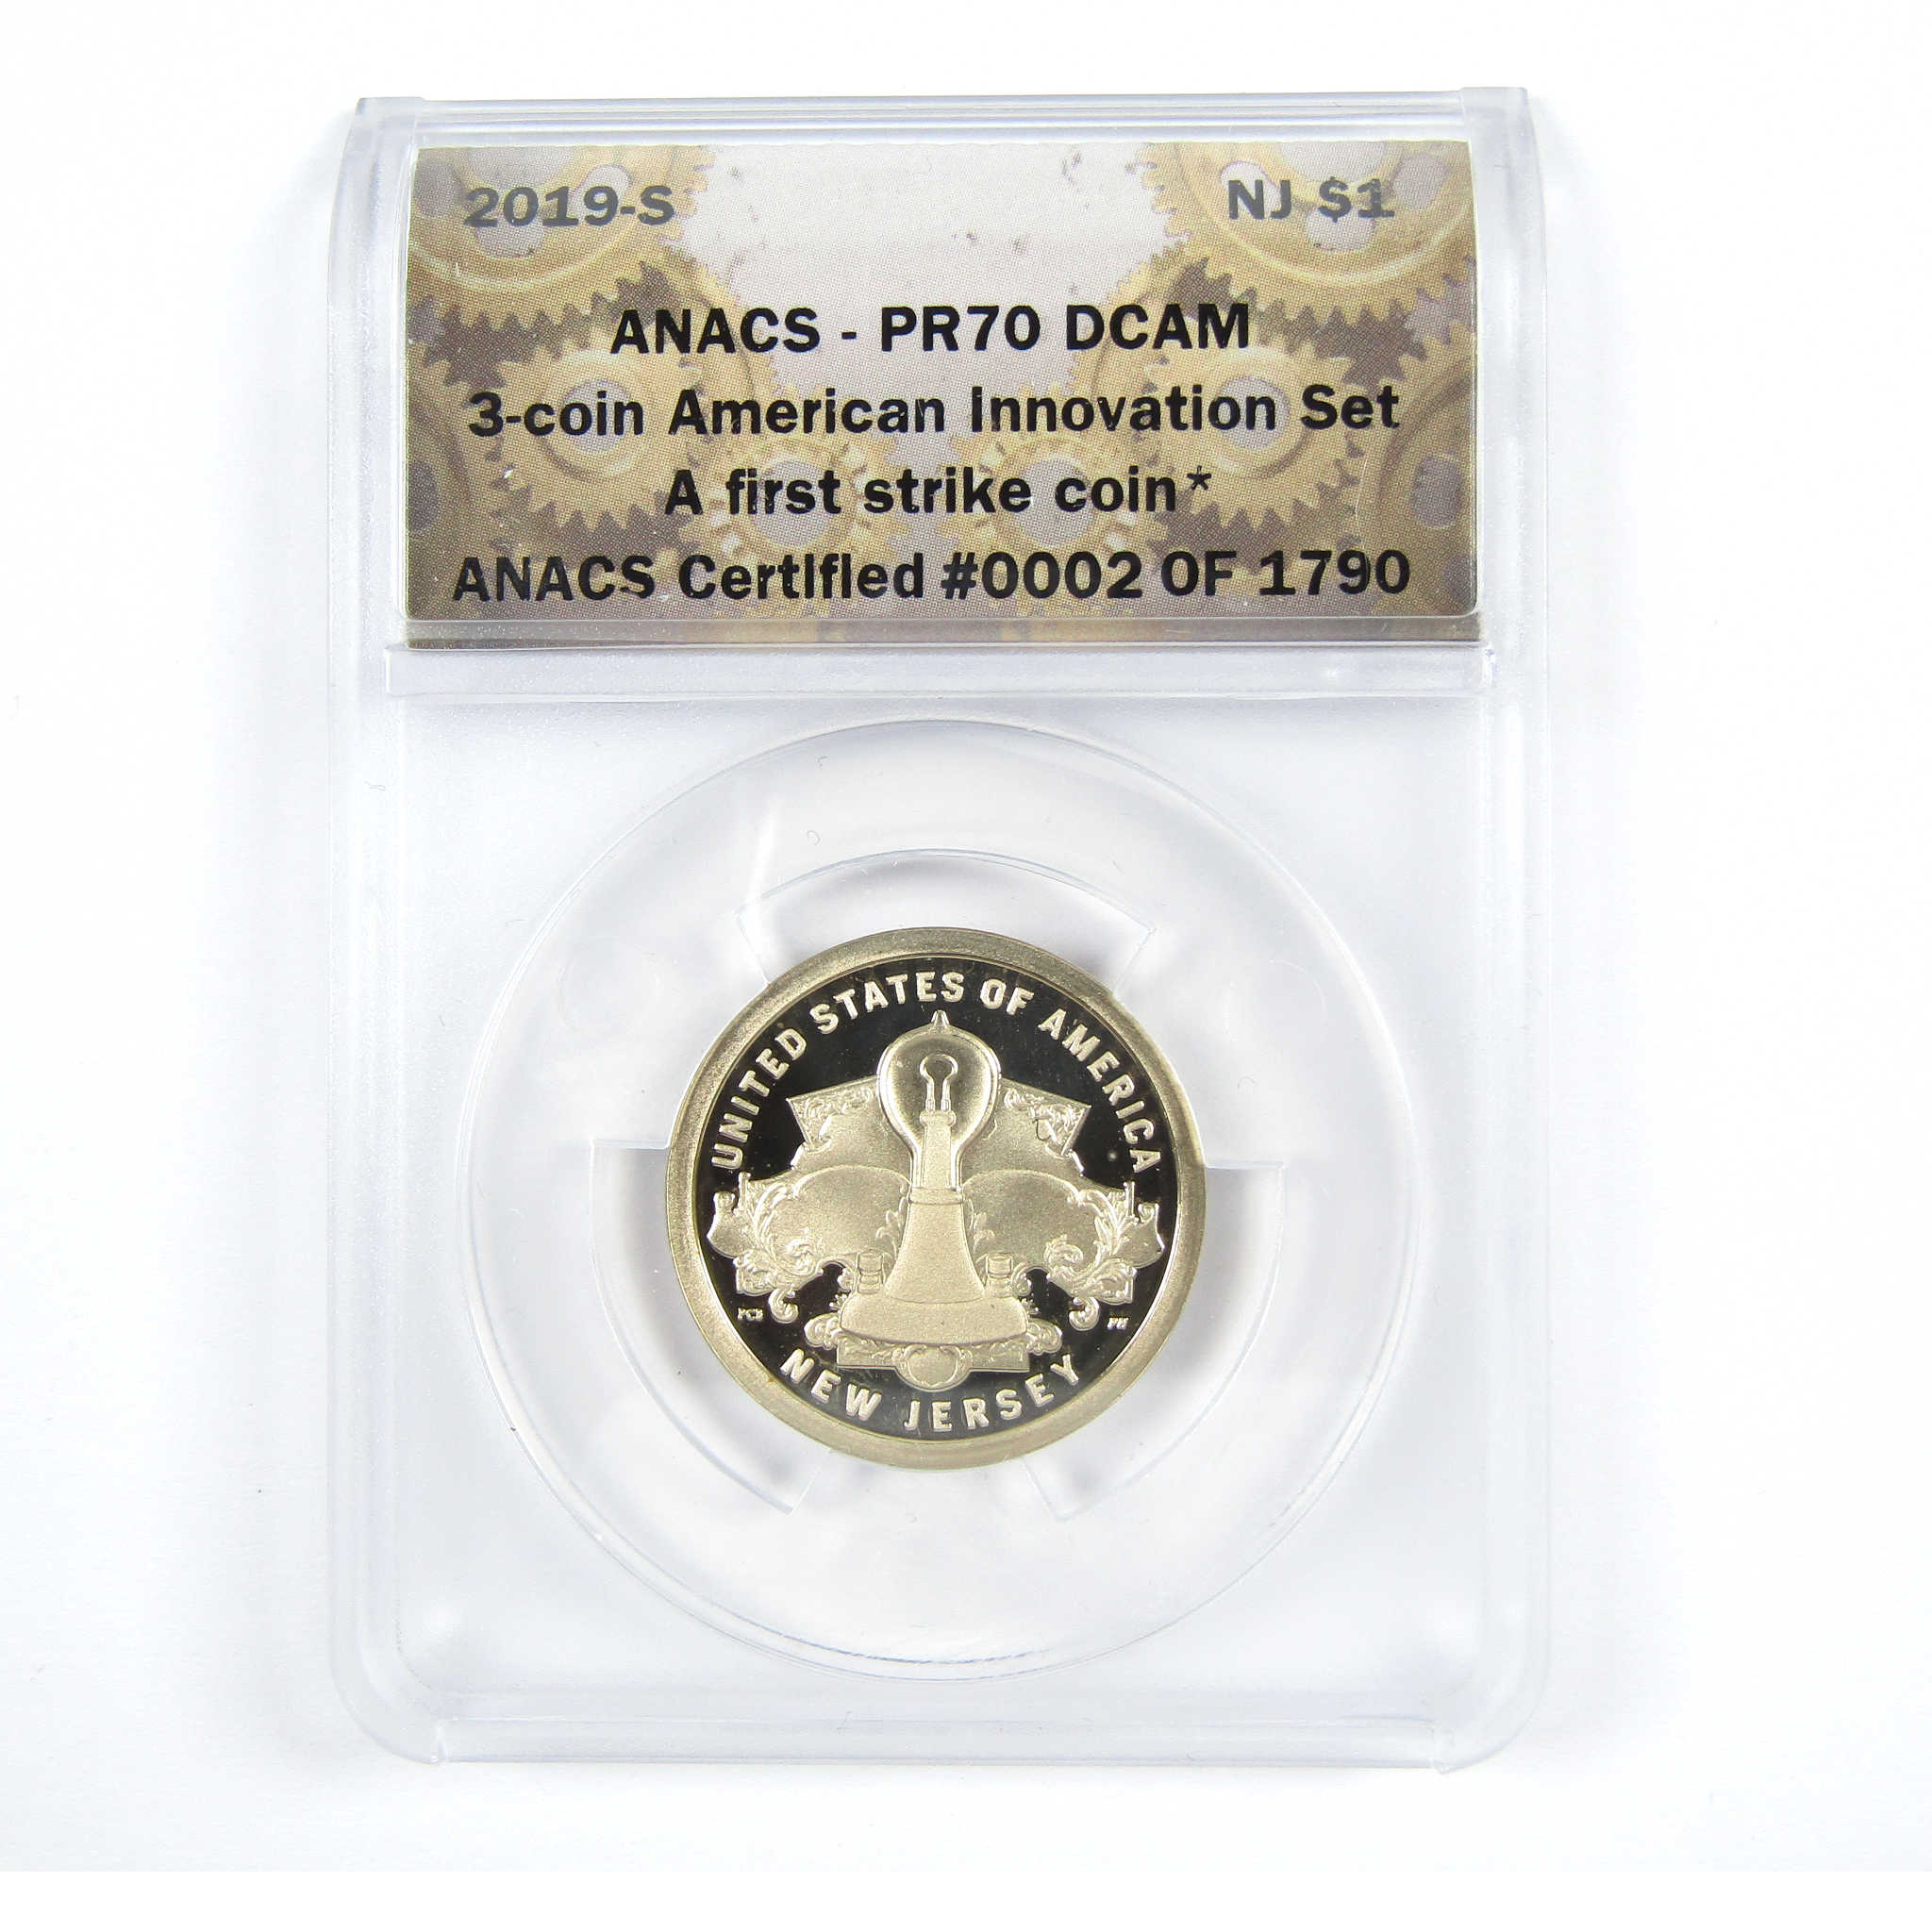 2019-S NJ $1
ANACS - PR70 DCAM
3-coin American Innovation Set
A first strike coin*
ANACS Certified #0002 OF 1790
UNITED STATES OF AMERICA
NEW JERSEY